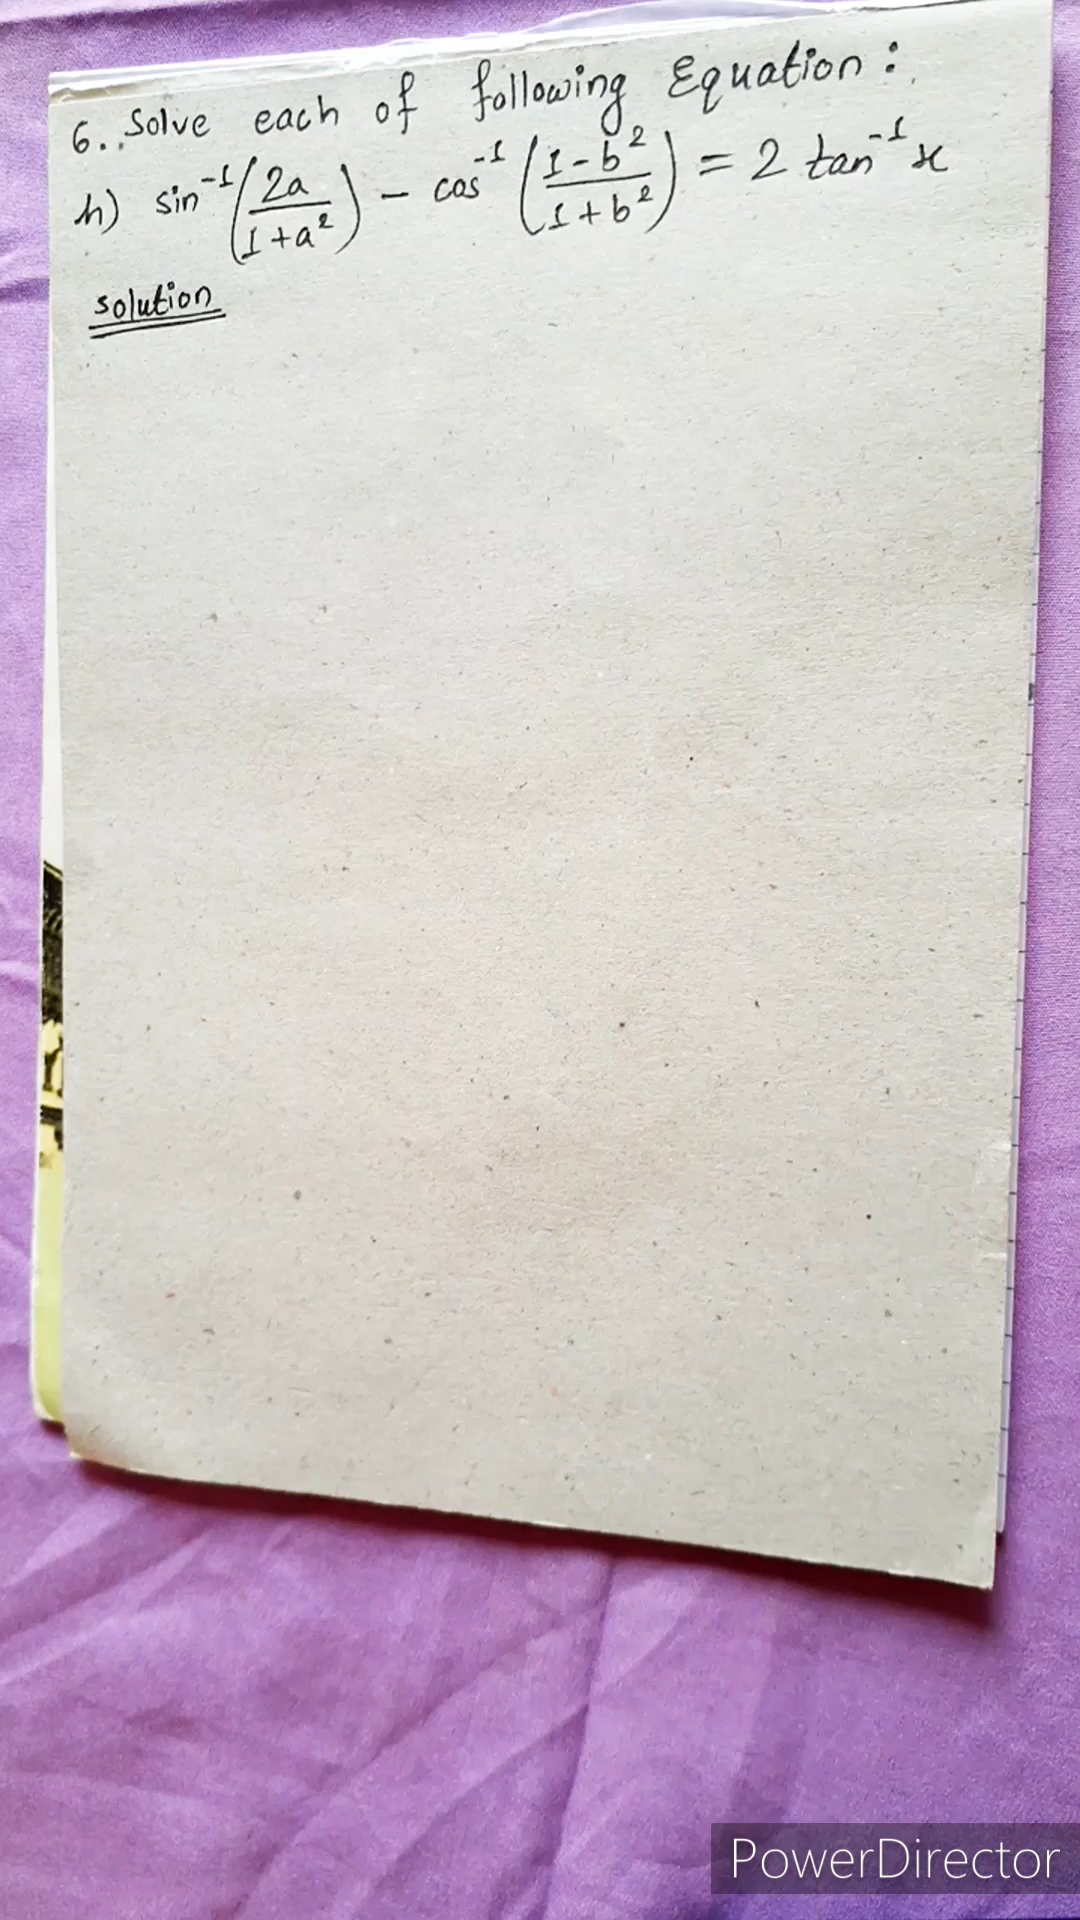 6. Solve each of following Equation:
h) sin⁻¹(2a/1+a²) - cos⁻¹(1-b²/1+b²) = 2 tan⁻¹x
solution
PowerDirector